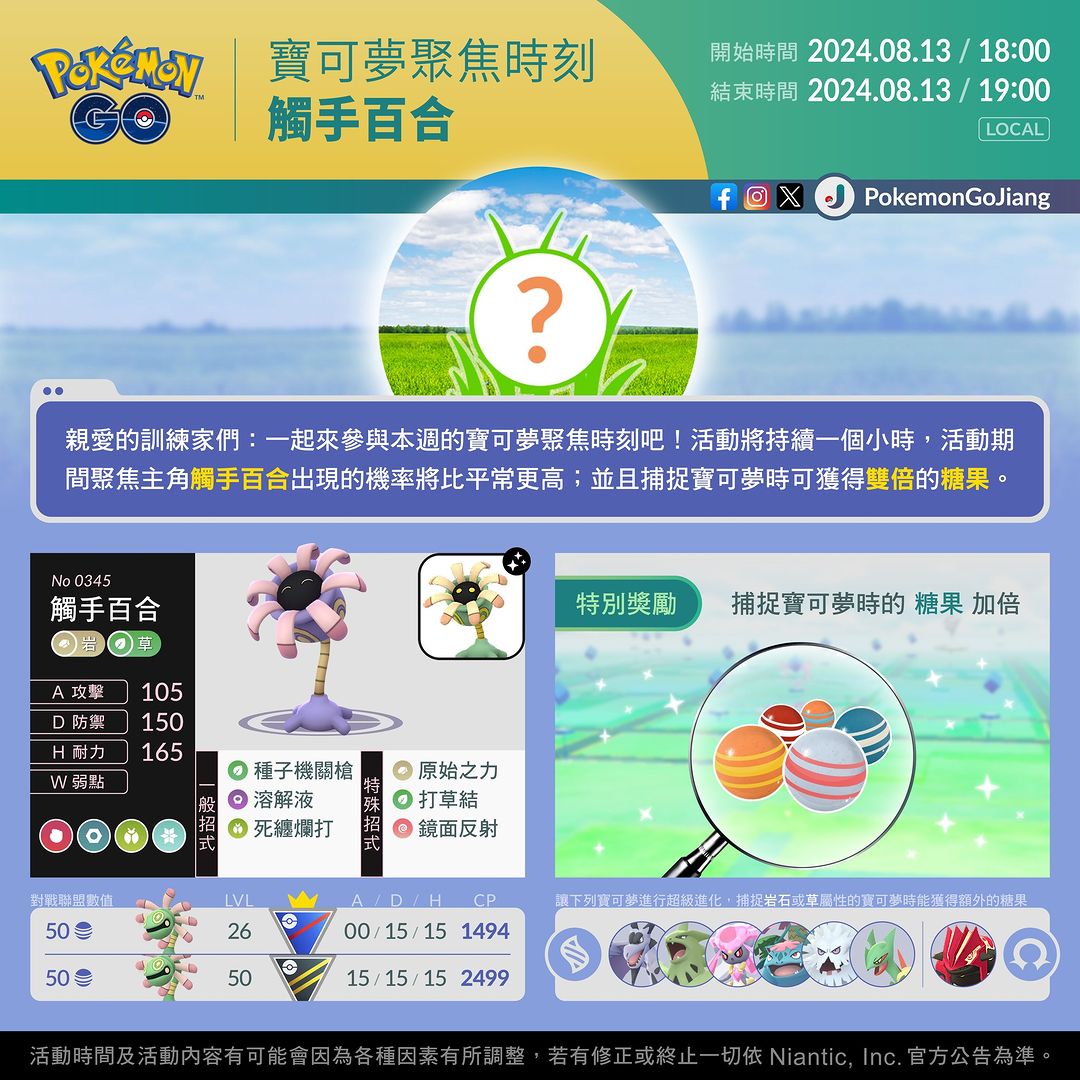 POKÉMON
GO
TM
寶可夢聚焦時刻
觸手百合
開始時間 2024.08.13 / 18:00
結束時間 2024.08.13 / 19:00
LOCAL
PokemonGoJiang
?
親愛的訓練家們：一起來參與本週的寶可夢聚焦時刻吧！活動將持續一個小時，活動期
間聚焦主角觸手百合出現的機率將比平常更高；並且捕捉寶可夢時可獲得雙倍的糖果。
No 0345
觸手百合
岩 草
A 攻擊 105
D 防禦 150
H 耐力 165
W 弱點
一般招式
種子機關槍
溶解液
死纏爛打
特殊招式
原始之力
打草結
鏡面反射
特別獎勵
捕捉寶可夢時的 糖果 加倍
對戰聯盟數值 LVL A / D / H CP
50 26 00 / 15 / 15 1494
50 50 15 / 15 / 15 2499
讓下列寶可夢進行超級進化，捕捉岩石或草屬性的寶可夢時能獲得額外的糖果
活動時間及活動內容有可能會因為各種因素有所調整，若有修正或終止一切依 Niantic, Inc. 官方公告為準。